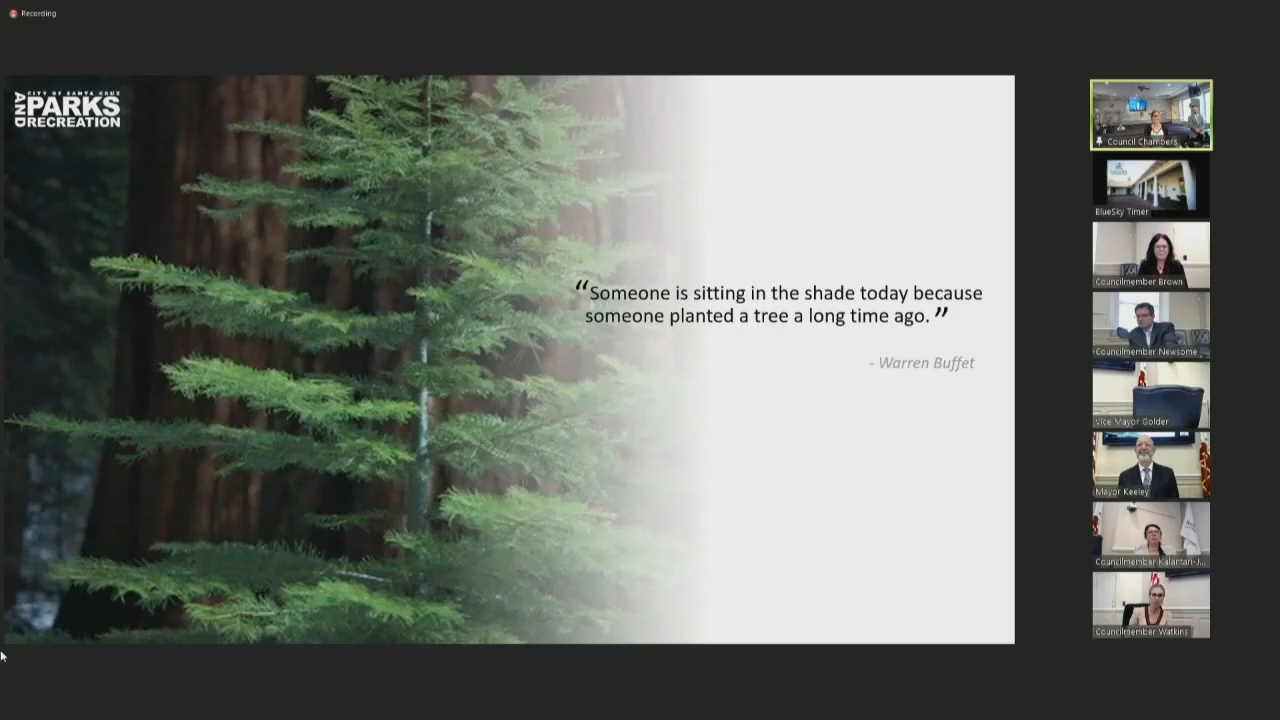 Recording
CITY OF SANTA CRUZ
PARKS
AND
RECREATION
“Someone is sitting in the shade today because
someone planted a tree a long time ago.”
- Warren Buffet
Council Chambers
BlueSky Timer
Councilmember Brown
Councilmember Newsome
Vice Mayor Golder
Mayor Keeley
Councilmember Kalantari-J...
Councilmember Watkins